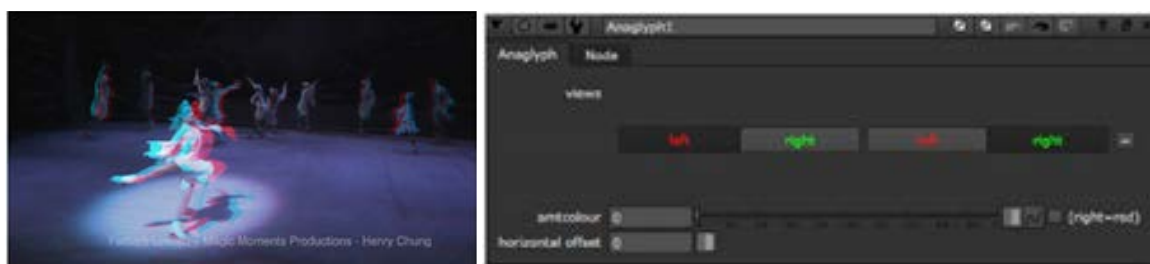 Magic Moments Productions - Henry Chung
Anaglyph1
Anaglyph Node
views
left right right
amtcolour 0 (right=red)
horizontal offset 0